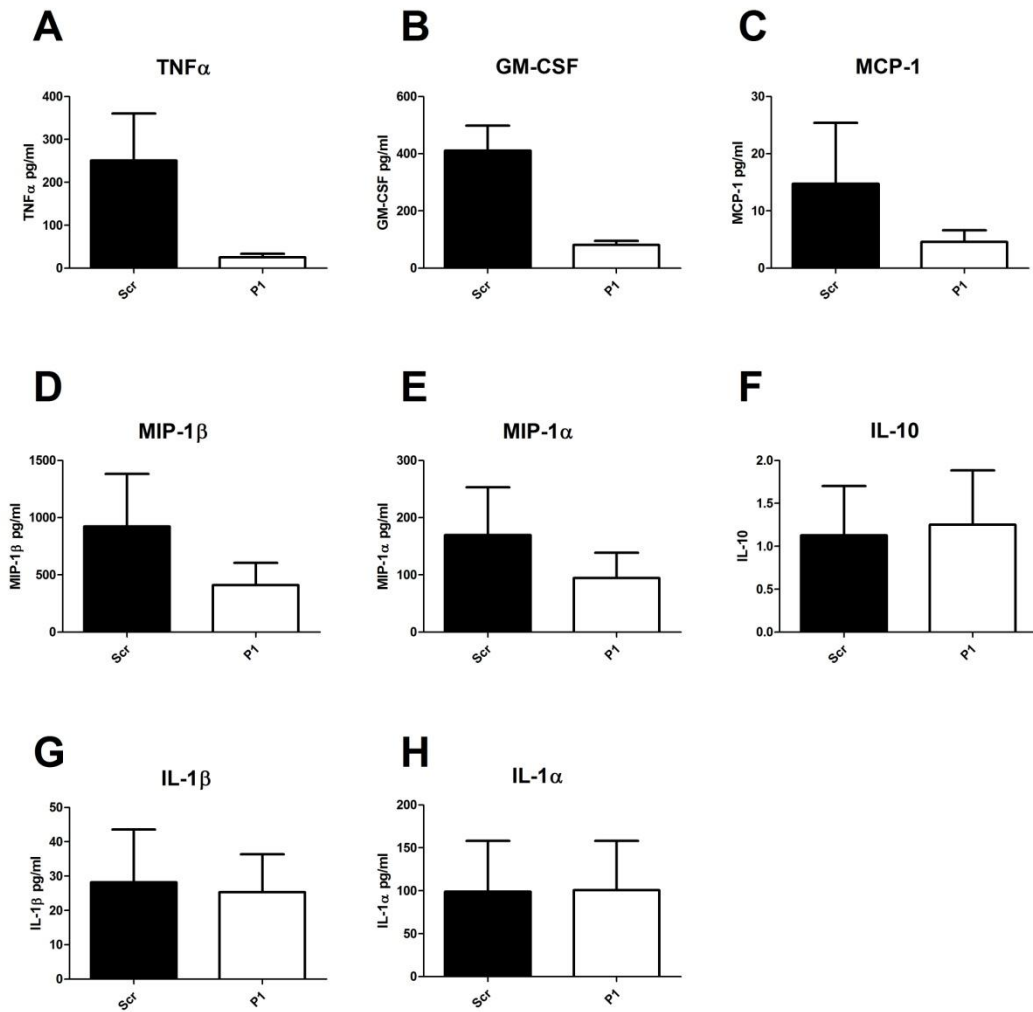 A
TNFα
TNFα pg/ml
400
300
200
100
0
Scr
P1
B
GM-CSF
GM-CSF pg/ml
600
400
200
0
Scr
P1
C
MCP-1
MCP-1 pg/ml
30
20
10
0
Scr
P1
D
MIP-1β
MIP-1β pg/ml
1500
1000
500
0
Scr
P1
E
MIP-1α
MIP-1α pg/ml
300
200
100
0
Scr
P1
F
IL-10
IL-10
2.0
1.5
1.0
0.5
0.0
Scr
P1
G
IL-1β
IL-1β pg/ml
50
40
30
20
10
0
Scr
P1
H
IL-1α
IL-1α pg/ml
200
150
100
50
0
Scr
P1